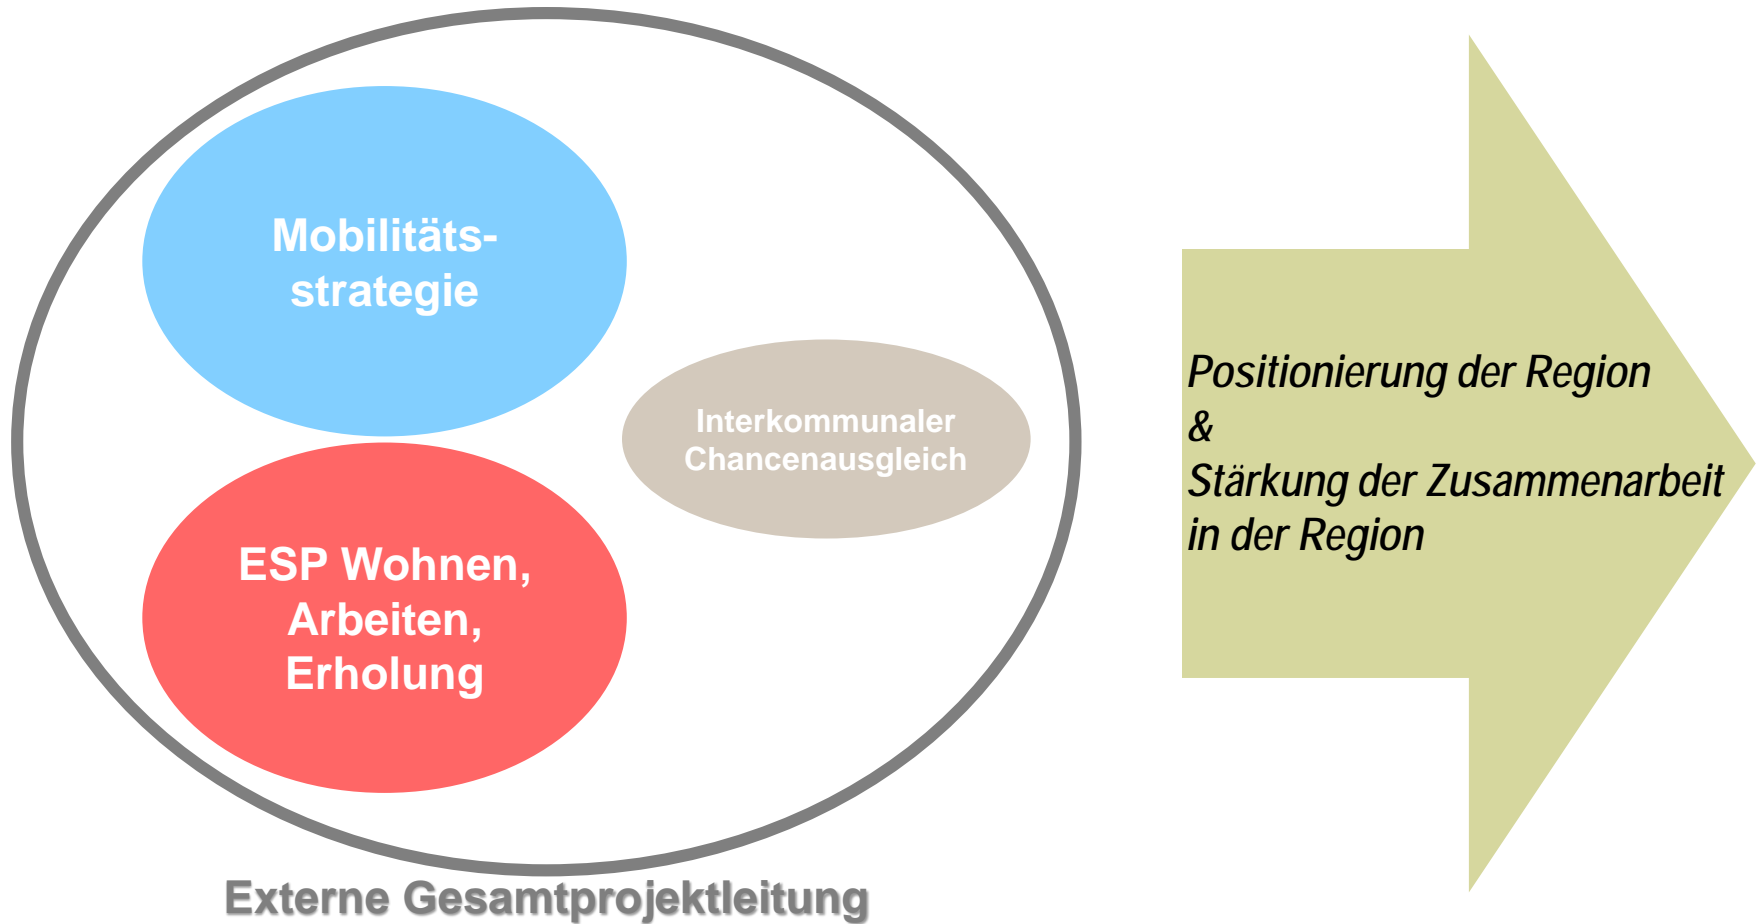 Mobilitäts-
strategie
Interkommunaler
Chancenausgleich
ESP Wohnen,
Arbeiten,
Erholung
Externe Gesamtprojektleitung
Positionierung der Region
&
Stärkung der Zusammenarbeit
in der Region